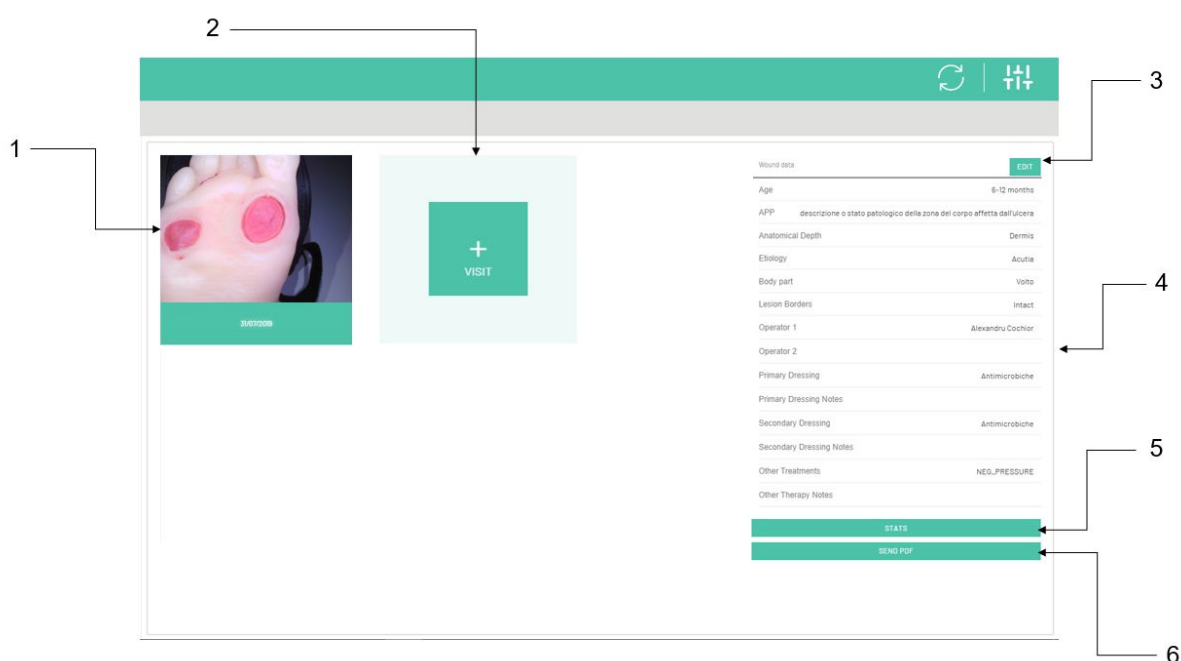 2
3
1
31/07/2019
+
VISIT
Wound data
EDIT
Age 6-12 months
APP descrizione o stato patologico della zona del corpo affetta dall'ulcera
Anatomical Depth Dermis
Etiology Acutia
Body part Volto
Lesion Borders Intact
Operator 1 Alexandru Cochior
Operator 2
Primary Dressing Antimicrobiche
Primary Dressing Notes
Secondary Dressing Antimicrobiche
Secondary Dressing Notes
Other Treatments NEG_PRESSURE
Other Therapy Notes
STATS
SEND PDF
4
5
6